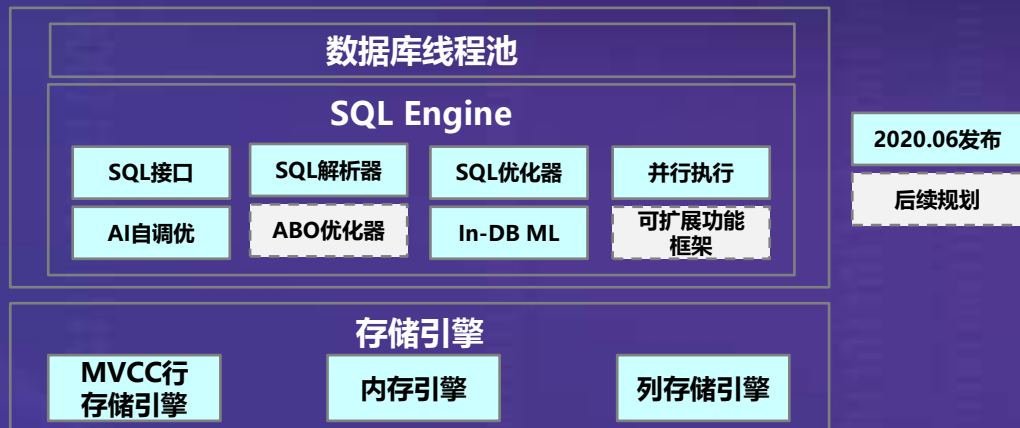 数据库线程池
SQL Engine
SQL接口
SQL解析器
SQL优化器
并行执行
AI自调优
ABO优化器
In-DB ML
可扩展功能
框架
存储引擎
MVCC行
存储引擎
内存引擎
列存储引擎
2020.06发布
后续规划